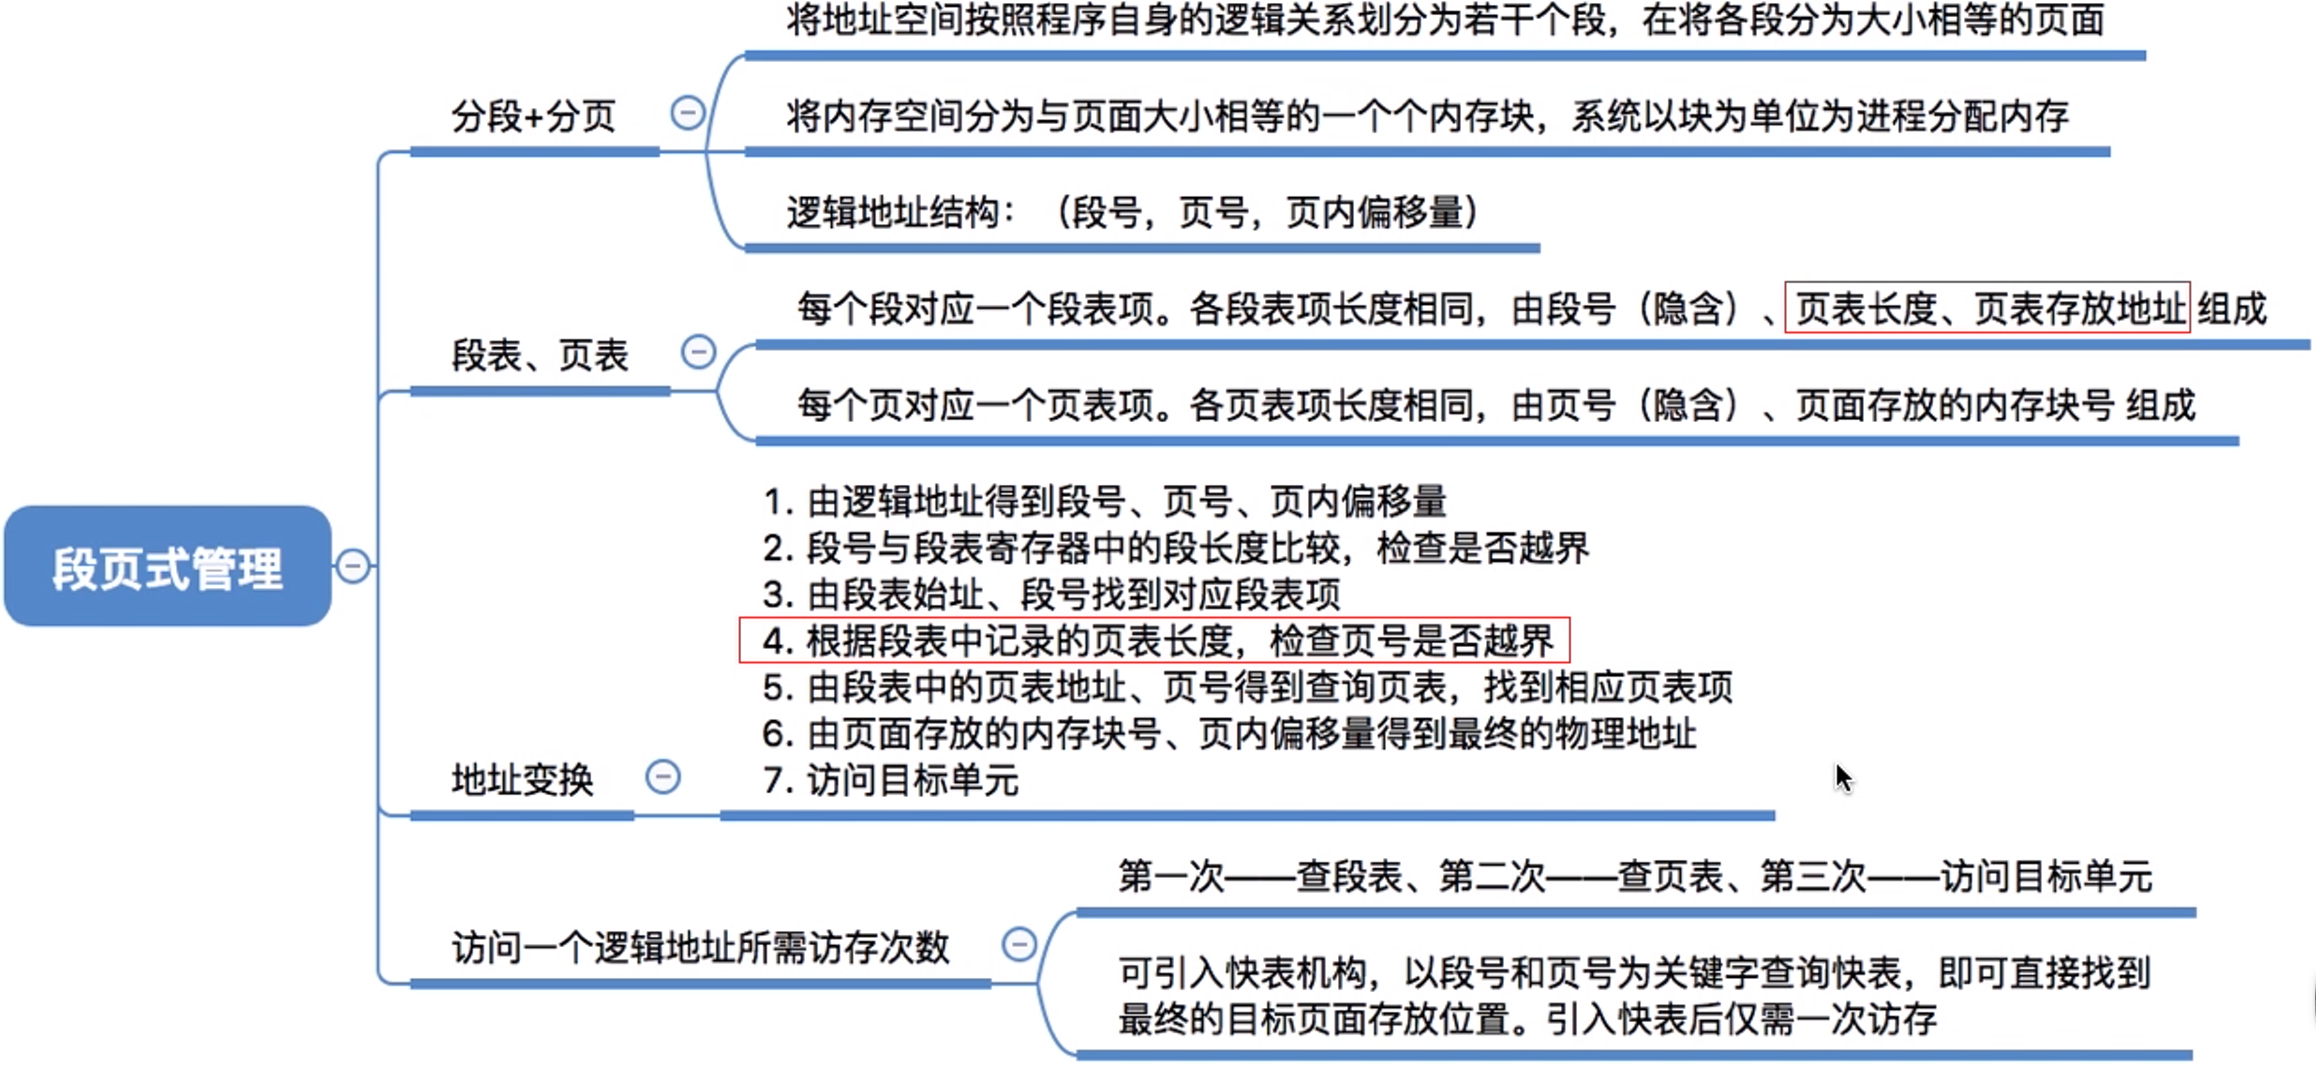 段页式管理
分段+分页
将地址空间按照程序自身的逻辑关系划分为若干个段，在将各段分为大小相等的页面
将内存空间分为与页面大小相等的一个个内存块，系统以块为单位为进程分配内存
逻辑地址结构：（段号，页号，页内偏移量）
段表、页表
每个段对应一个段表项。各段表项长度相同，由段号（隐含）、页表长度、页表存放地址 组成
每个页对应一个页表项。各页表项长度相同，由页号（隐含）、页面存放的内存块号 组成
地址变换
1. 由逻辑地址得到段号、页号、页内偏移量
2. 段号与段表寄存器中的段长度比较，检查是否越界
3. 由段表始址、段号找到对应段表项
4. 根据段表中记录的页表长度，检查页号是否越界
5. 由段表中的页表地址、页号得到查询页表，找到相应页表项
6. 由页面存放的内存块号、页内偏移量得到最终的物理地址
7. 访问目标单元
访问一个逻辑地址所需访存次数
第一次——查段表、第二次——查页表、第三次——访问目标单元
可引入快表机构，以段号和页号为关键字查询快表，即可直接找到
最终的目标页面存放位置。引入快表后仅需一次访存